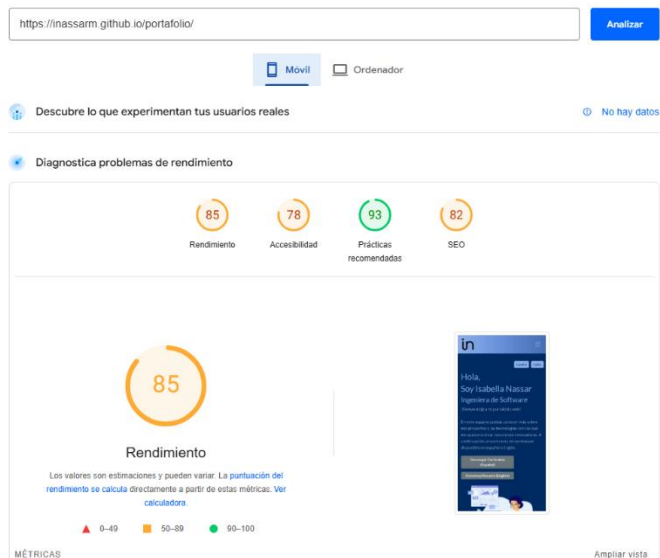 https://inassarm.github.io/portafolio/
Analizar
Móvil
Ordenador
Descubre lo que experimentan tus usuarios reales
No hay datos
Diagnostica problemas de rendimiento
85
78
93
82
Rendimiento
Accesibilidad
Prácticas
recomendadas
SEO
85
Rendimiento
Los valores son estimaciones y pueden variar. La puntuación del
rendimiento se calcula directamente a partir de estas métricas. Ver
calculadora.
0–49
50–89
90–100
in
Hola,
Soy Isabella Nassar
Ingeniera de Software
MÉTRICAS
Ampliar vista